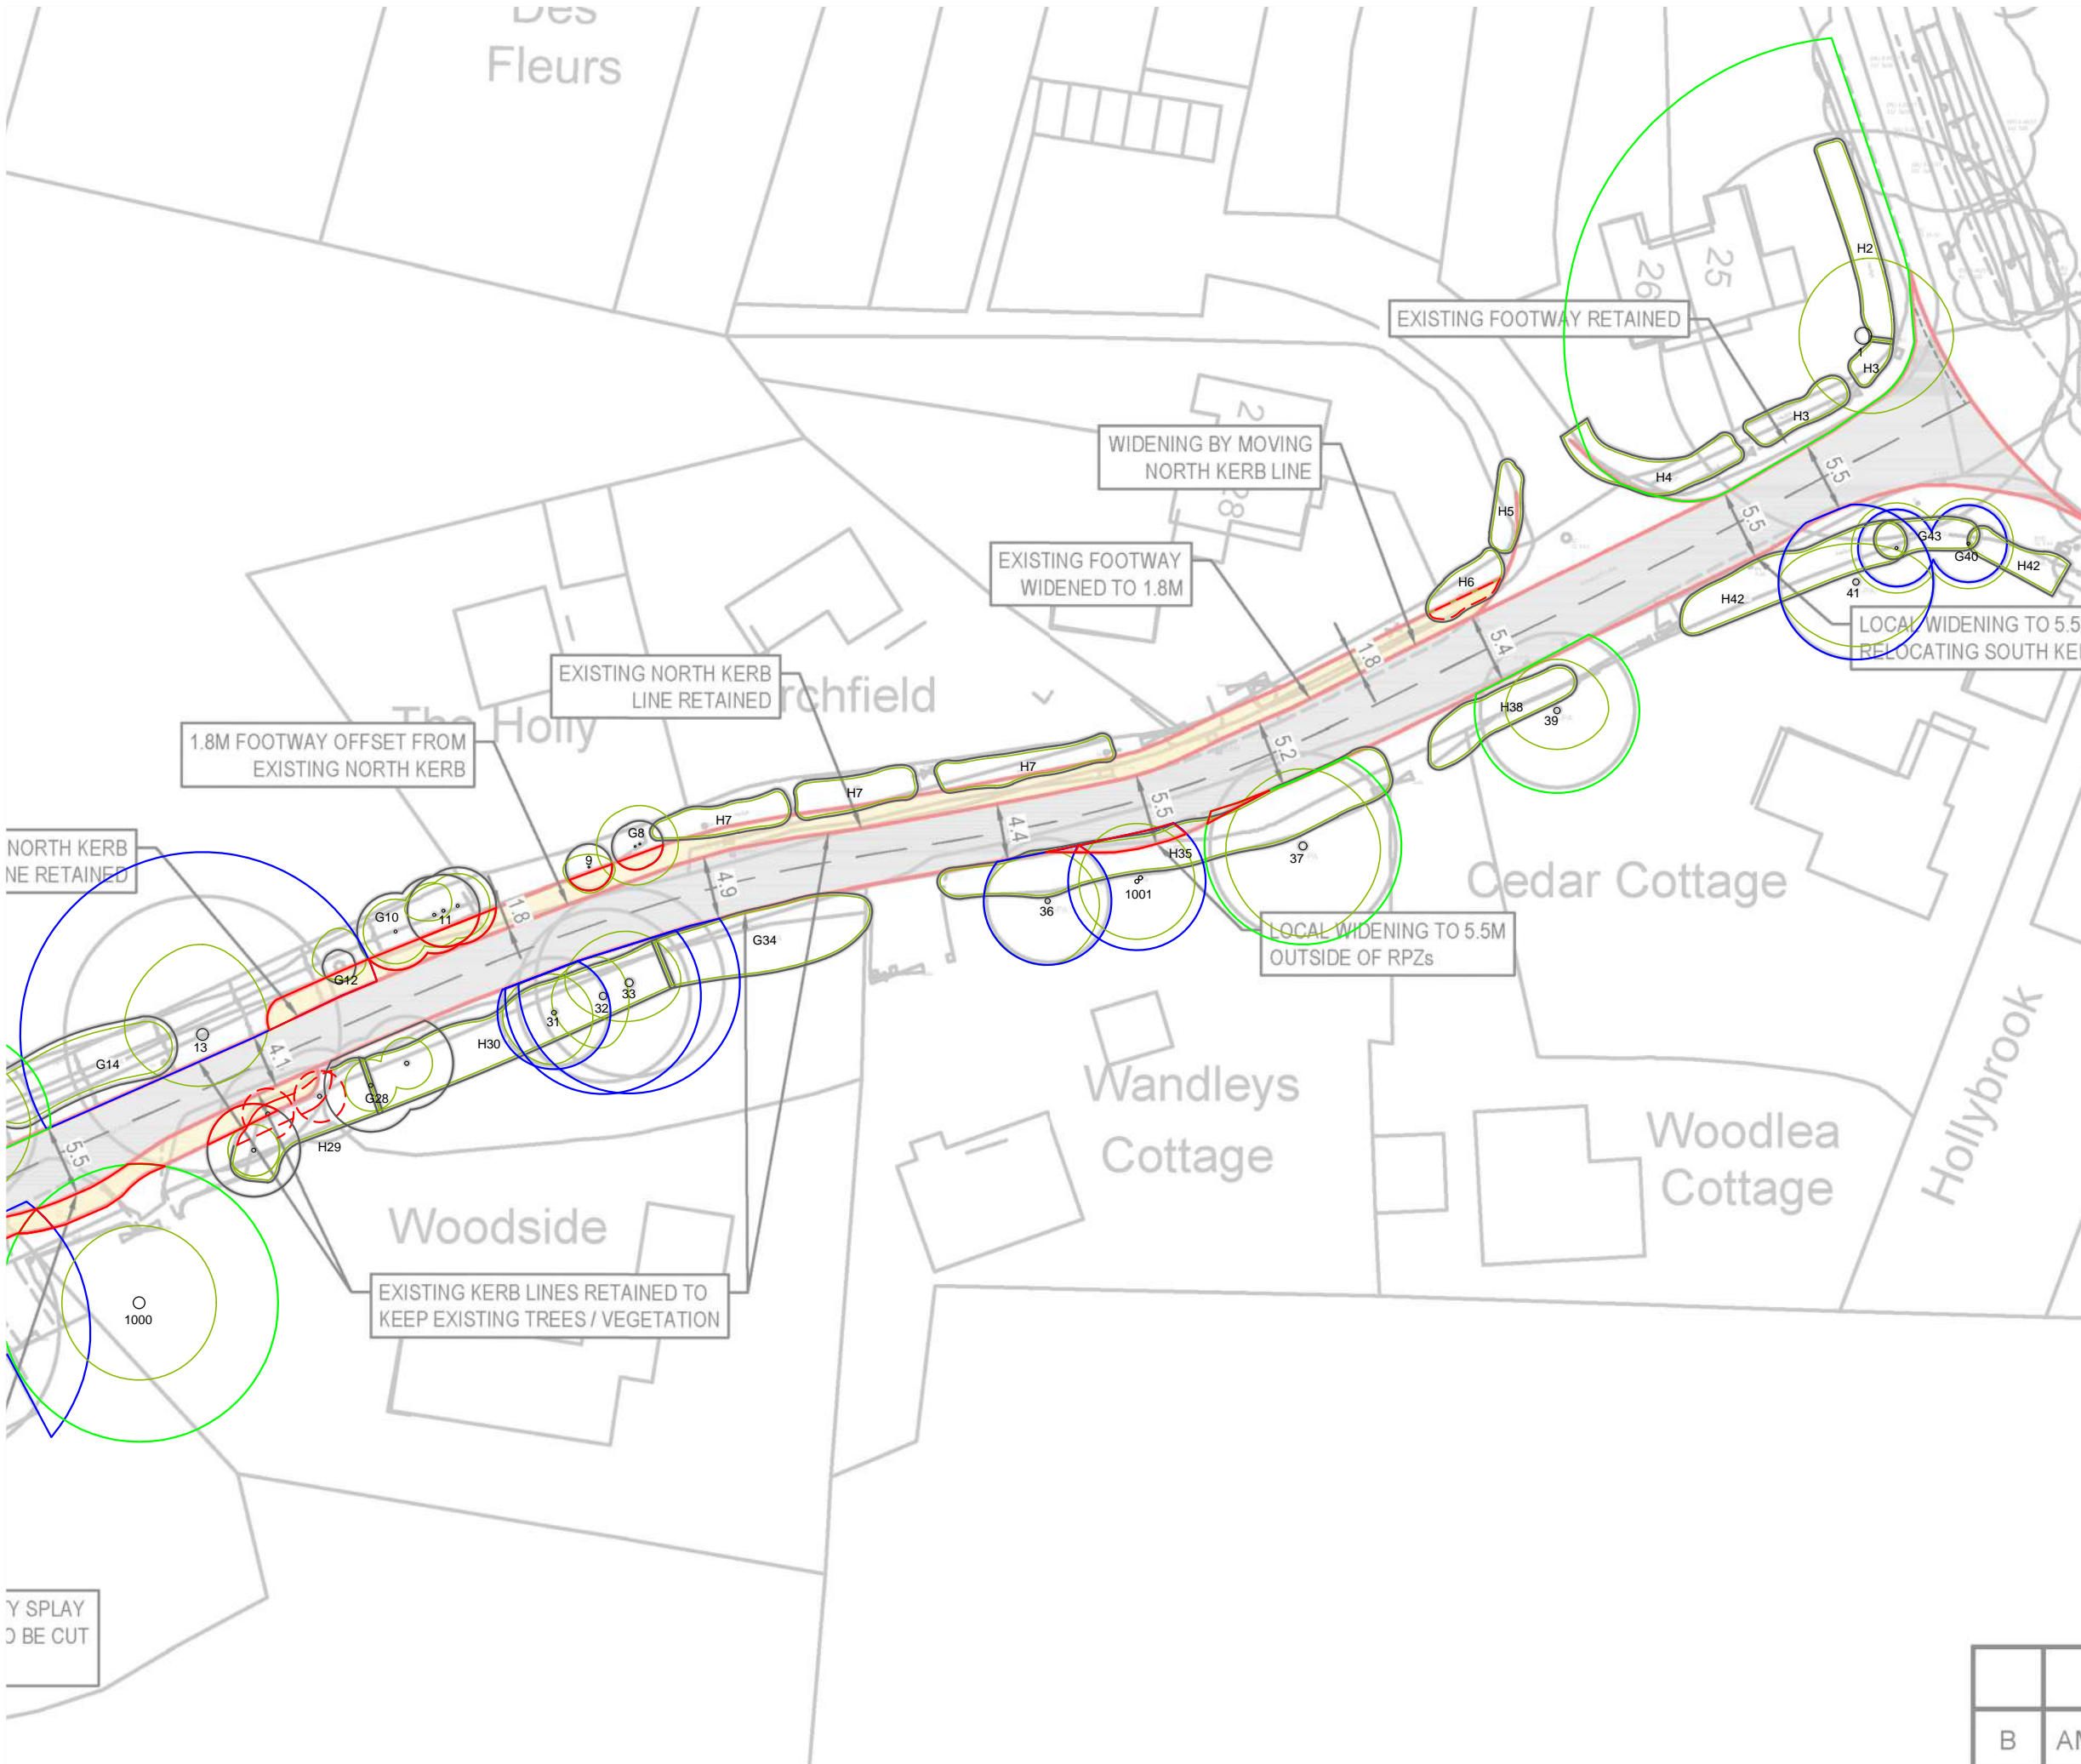 Des
Fleurs
26
25
H2
EXISTING FOOTWAY RETAINED
1
H3
H3
H4
5.5
WIDENING BY MOVING
NORTH KERB LINE
2
28
H5
5.5
EXISTING FOOTWAY
WIDENED TO 1.8M
H6
H42
G43
G40
H42
41
LOCAL WIDENING TO 5.5
RELOCATING SOUTH KE
EXISTING NORTH KERB
LINE RETAINED
rchfield
1.8
5.4
H38
39
The Holly
1.8M FOOTWAY OFFSET FROM
EXISTING NORTH KERB
H7
H7
H7
5.2
5.5
4.4
G8
9
H35
37
NORTH KERB
NE RETAINED
4.9
Cedar Cottage
36
1001
G10
11
1.8
G34
LOCAL WIDENING TO 5.5M
OUTSIDE OF RPZs
G12
33
32
31
H30
13
4.1
G14
G28
H29
5.5
Wandleys
Cottage
Woodlea
Cottage
Hollybrook
Woodside
EXISTING KERB LINES RETAINED TO
KEEP EXISTING TREES / VEGETATION
1000
Y SPLAY
O BE CUT
B
AM